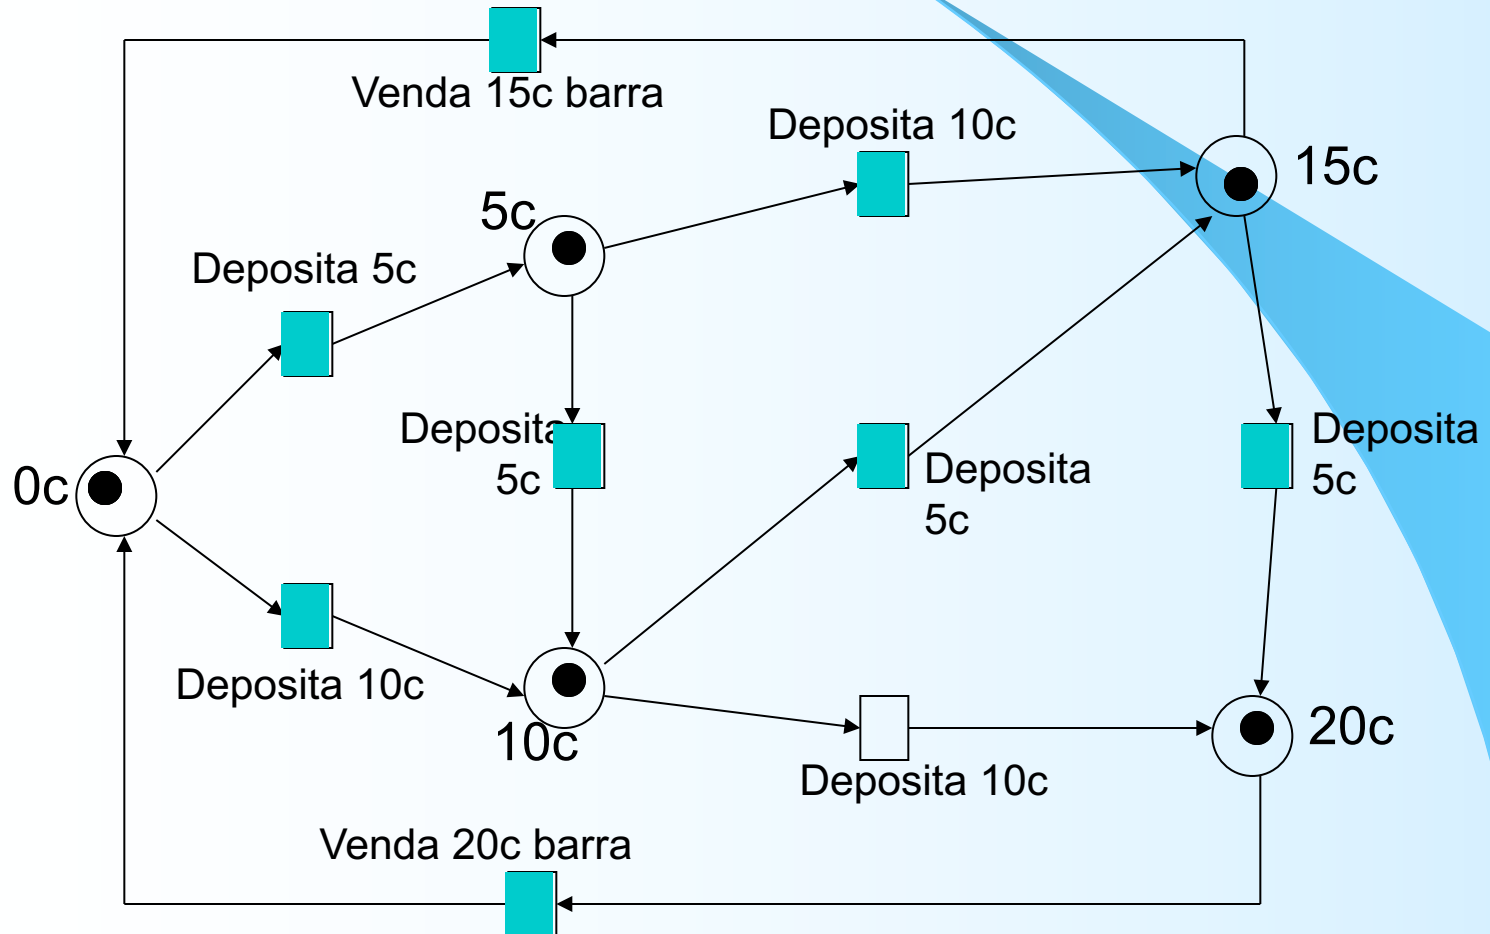 Venda 15c barra
Deposita 10c
15c
5c
Deposita 5c
Deposita
5c
0c
Deposita
5c
Deposita
5c
Deposita 10c
10c
20c
Deposita 10c
Venda 20c barra